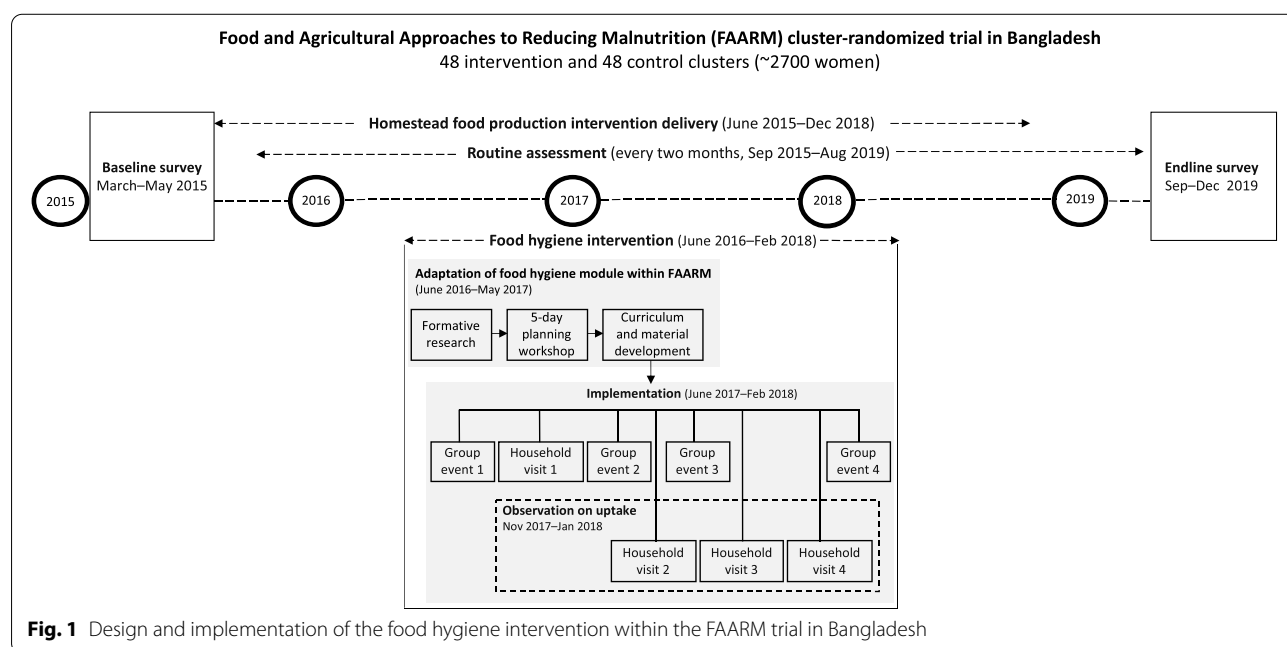 Food and Agricultural Approaches to Reducing Malnutrition (FAARM) cluster-randomized trial in Bangladesh
48 intervention and 48 control clusters (~2700 women)
Homestead food production intervention delivery (June 2015–Dec 2018)
Baseline survey
March–May 2015
Routine assessment (every two months, Sep 2015–Aug 2019)
Endline survey
Sep–Dec 2019
2015
2016
2017
2018
2019
Food hygiene intervention (June 2016–Feb 2018)
Adaptation of food hygiene module within FAARM
(June 2016–May 2017)
Formative
research
5-day
planning
workshop
Curriculum
and material
development
Implementation (June 2017–Feb 2018)
Group
event 1
Household
visit 1
Group
event 2
Group
event 3
Group
event 4
Observation on uptake
Nov 2017–Jan 2018
Household
visit 2
Household
visit 3
Household
visit 4
Fig. 1 Design and implementation of the food hygiene intervention within the FAARM trial in Bangladesh